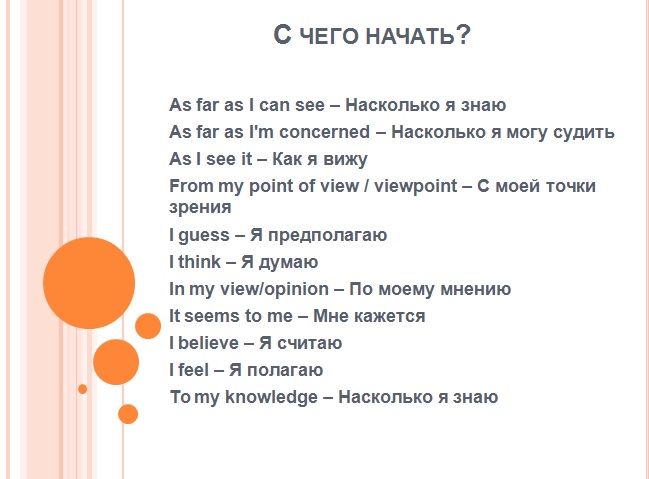 С ЧЕГО НАЧАТЬ?
As far as I can see – Насколько я знаю
As far as I'm concerned – Насколько я могу судить
As I see it – Как я вижу
From my point of view / viewpoint – С моей точки
зрения
I guess – Я предполагаю
I think – Я думаю
In my view/opinion – По моему мнению
It seems to me – Мне кажется
I believe – Я считаю
I feel – Я полагаю
To my knowledge – Насколько я знаю